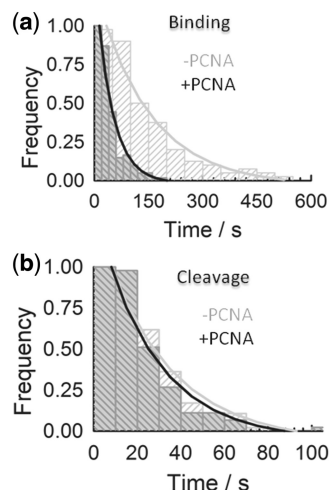 (a)
Binding
-PCNA
+PCNA
Frequency
1.00
0.75
0.50
0.25
0.00
0 150 300 450 600
Time / s
(b)
Cleavage
-PCNA
+PCNA
Frequency
1.00
0.75
0.50
0.25
0.00
0 20 40 60 80 100
Time / s